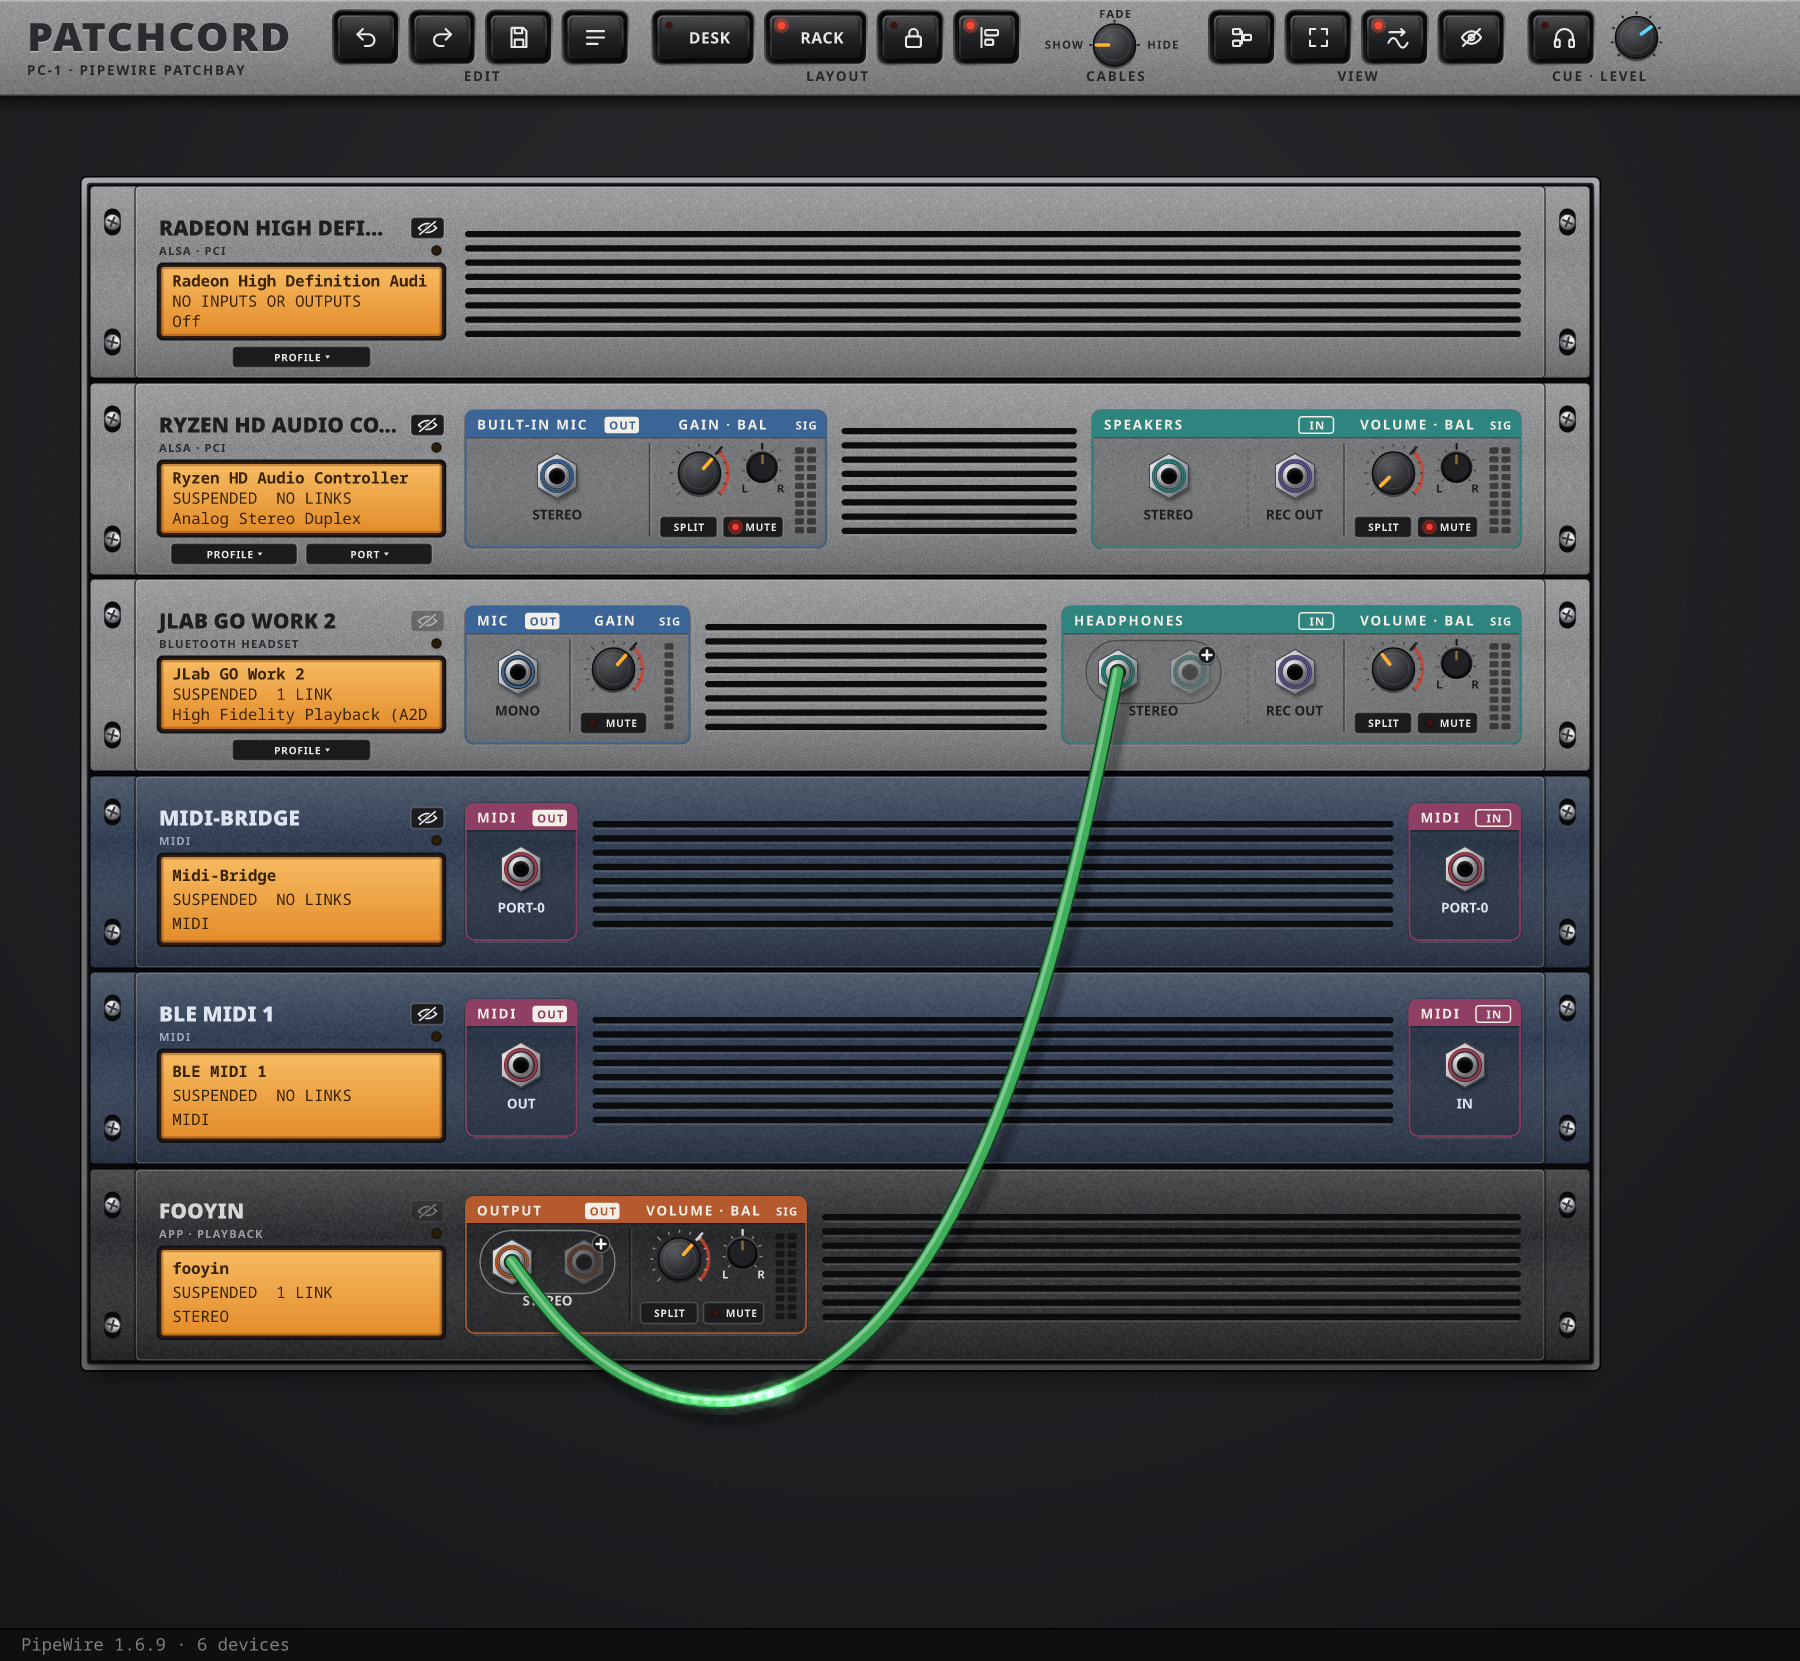 PATCHCORD
PC-1 · PIPEWIRE PATCHBAY
EDIT
DESK
RACK
LAYOUT
FADE
SHOW
HIDE
CABLES
VIEW
CUE · LEVEL
RADEON HIGH DEFI...
ALSA · PCI
Radeon High Definition Audi
NO INPUTS OR OUTPUTS
Off
PROFILE
RYZEN HD AUDIO CO...
ALSA · PCI
Ryzen HD Audio Controller
SUSPENDED NO LINKS
Analog Stereo Duplex
PROFILE
PORT
BUILT-IN MIC OUT GAIN · BAL SIG
L R
STEREO
SPLIT MUTE
SPEAKERS IN VOLUME · BAL SIG
L R
STEREO REC OUT
SPLIT MUTE
JLAB GO WORK 2
BLUETOOTH HEADSET
JLab GO Work 2
SUSPENDED 1 LINK
High Fidelity Playback (A2D
PROFILE
MIC OUT GAIN SIG
MONO
MUTE
HEADPHONES IN VOLUME · BAL SIG
L R
STEREO REC OUT
SPLIT MUTE
MIDI-BRIDGE
MIDI
Midi-Bridge
SUSPENDED NO LINKS
MIDI
MIDI OUT
PORT-0
MIDI IN
PORT-0
BLE MIDI 1
MIDI
BLE MIDI 1
SUSPENDED NO LINKS
MIDI
MIDI OUT
OUT
MIDI IN
IN
FOOYIN
APP · PLAYBACK
fooyin
SUSPENDED 1 LINK
STEREO
OUTPUT OUT VOLUME · BAL SIG
L R
STEREO
SPLIT MUTE
PipeWire 1.6.9 · 6 devices